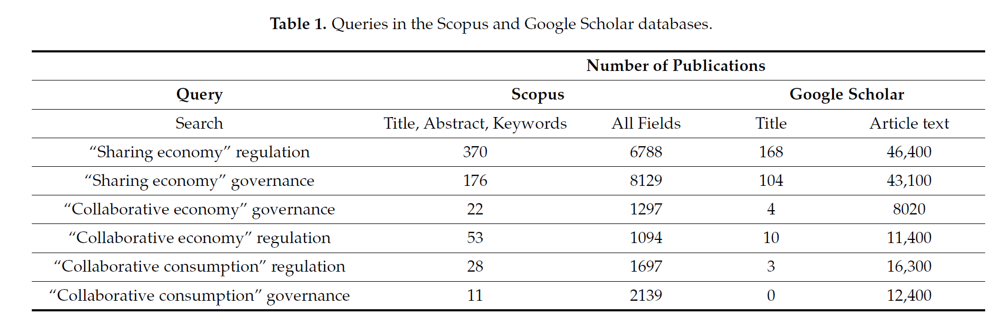 Table 1. Queries in the Scopus and Google Scholar databases.
Number of Publications
Query Scopus Google Scholar
Search Title, Abstract, Keywords All Fields Title Article text
“Sharing economy” regulation 370 6788 168 46,400
“Sharing economy” governance 176 8129 104 43,100
“Collaborative economy” governance 22 1297 4 8020
“Collaborative economy” regulation 53 1094 10 11,400
“Collaborative consumption” regulation 28 1697 3 16,300
“Collaborative consumption” governance 11 2139 0 12,400